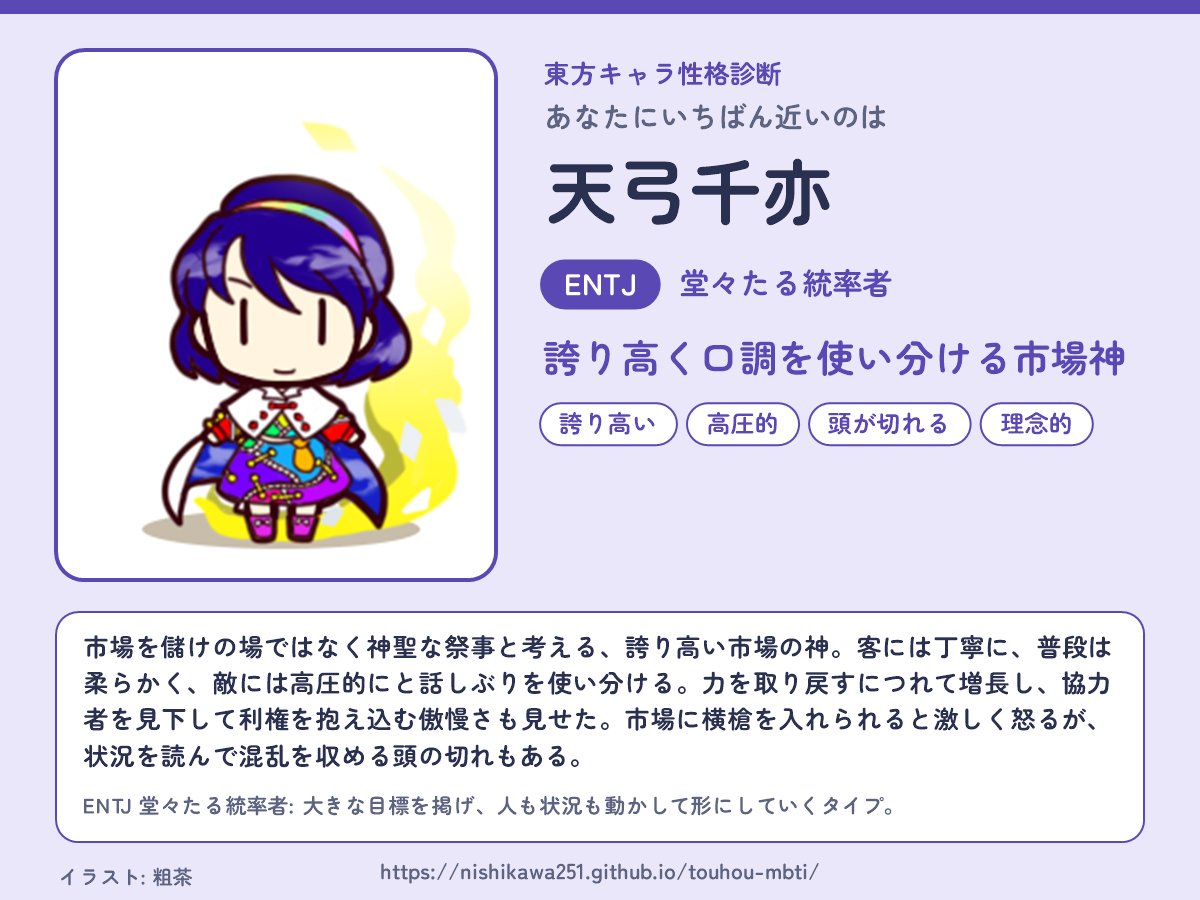 東方キャラ性格診断
あなたにいちばん近いのは
天弓千亦
ENTJ 堂々たる統率者
誇り高く口調を使い分ける市場神
誇り高い 高圧的 頭が切れる 理念的
市場を儲けの場ではなく神聖な祭事と考える、誇り高い市場の神。客には丁寧に、普段は
柔らかく、敵には高圧的にと話しぶりを使い分ける。力を取り戻すにつれて増長し、協力
者を見下して利権を抱え込む傲慢さも見せた。市場に横槍を入れられると激しく怒るが、
状況を読んで混乱を収める頭の切れもある。
ENTJ 堂々たる統率者: 大きな目標を掲げ、人も状況も動かして形にしていくタイプ。
イラスト: 粗茶
https://nishikawa251.github.io/touhou-mbti/